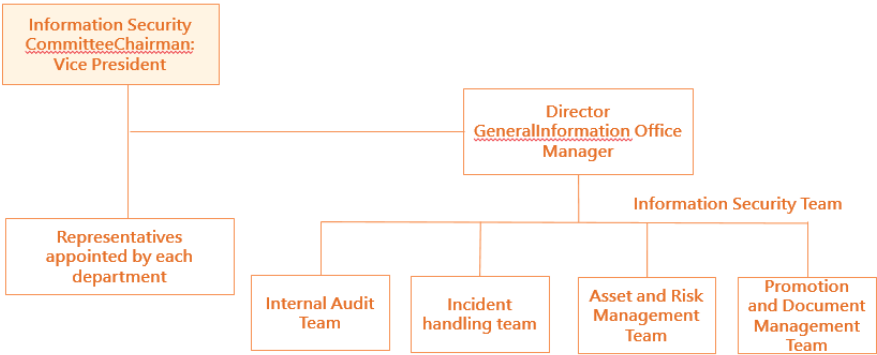 Information Security
CommitteeChairman:
Vice President
Director
GeneralInformation Office
Manager
Information Security Team
Representatives
appointed by each
department
Internal Audit
Team
Incident
handling team
Asset and Risk
Management
Team
Promotion
and Document
Management
Team